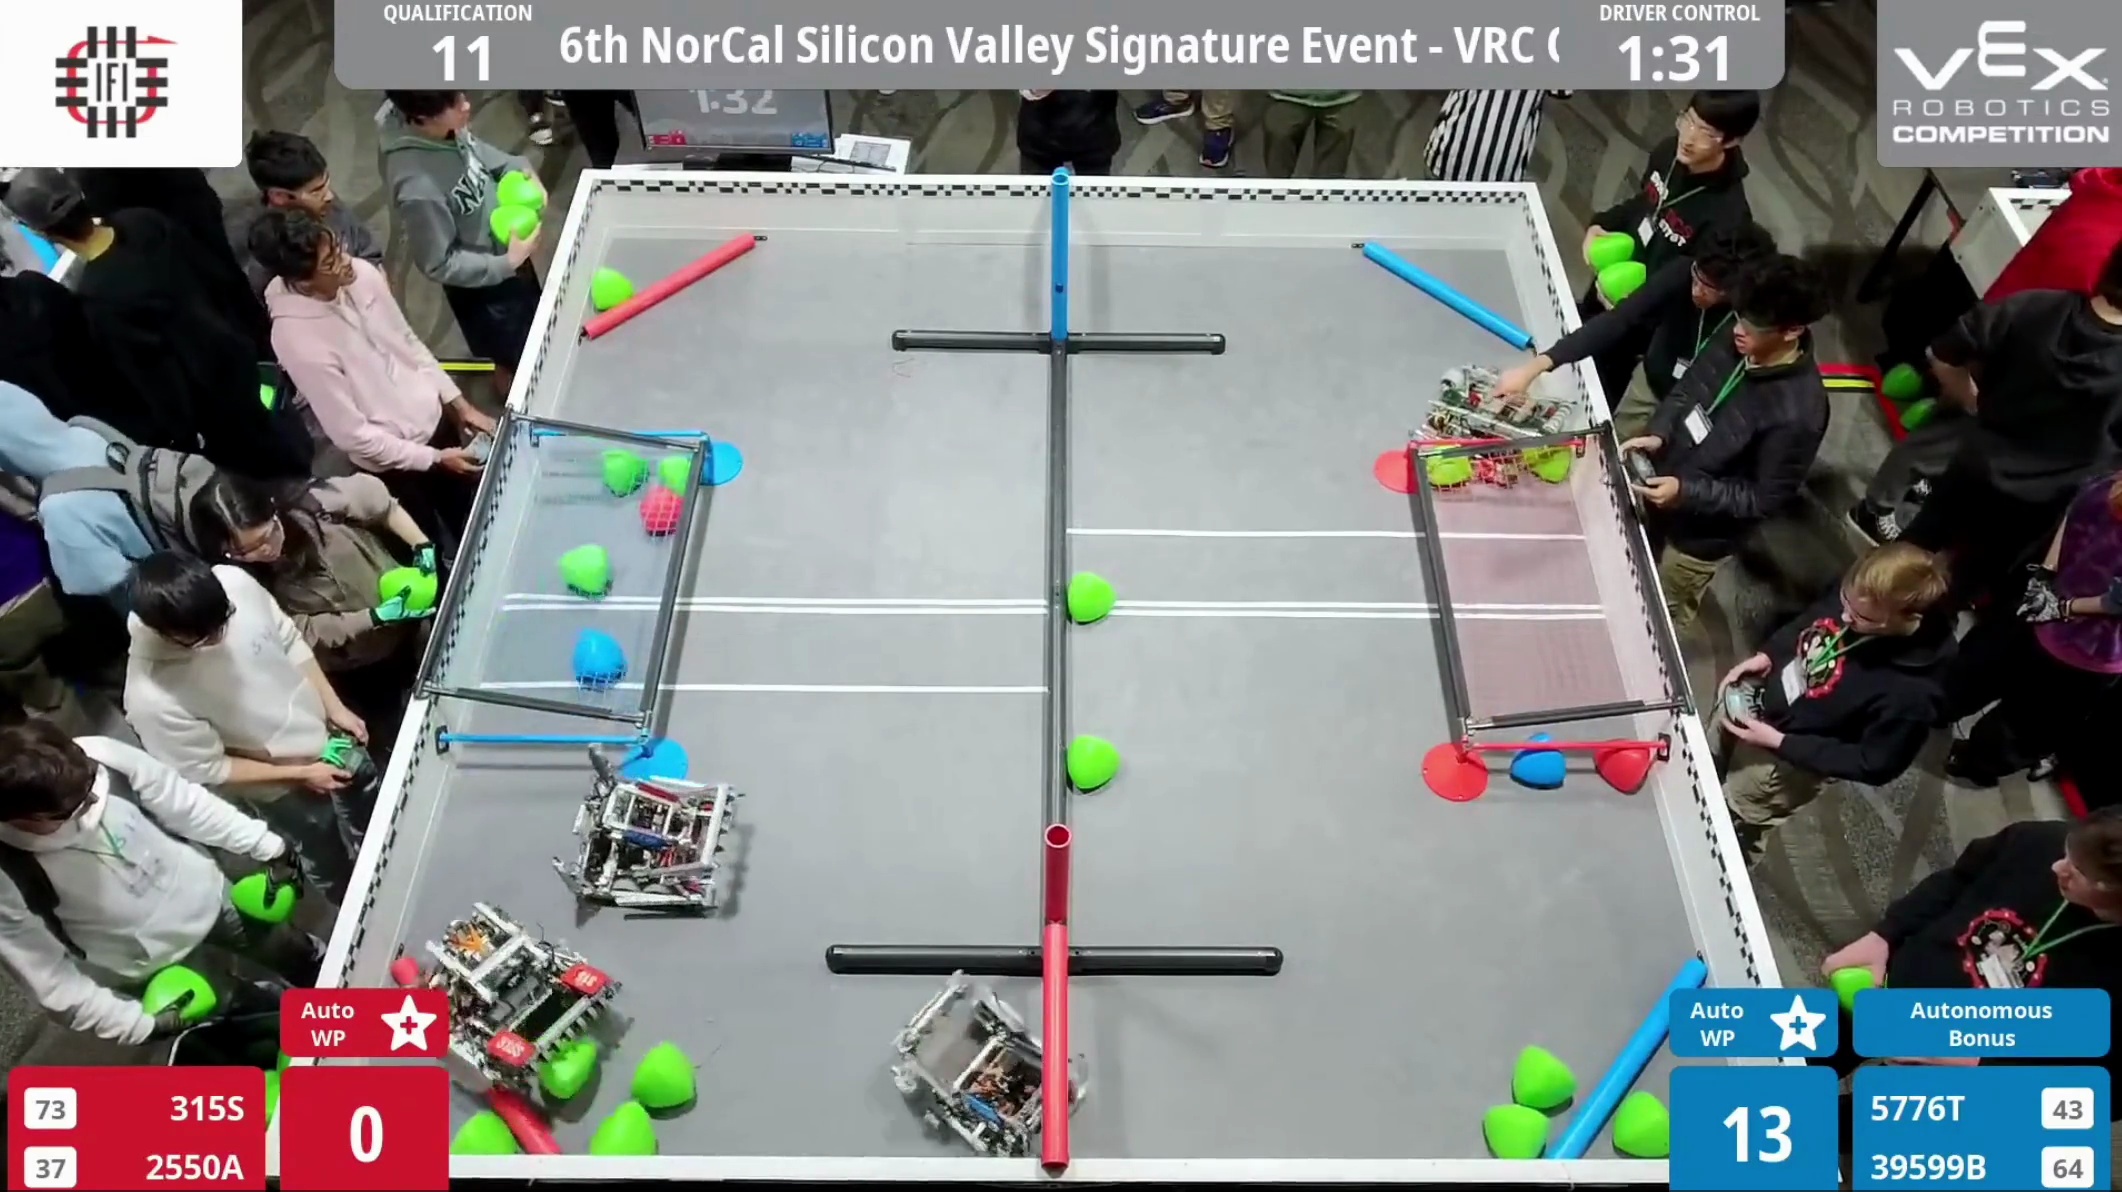 QUALIFICATION
11
6th NorCal Silicon Valley Signature Event - VRC
DRIVER CONTROL
1:31
IFI
VEX
ROBOTICS
COMPETITION
1:32
Auto
WP
73 315S
37 2550A
0
Auto
WP
Autonomous
Bonus
13
5776T 43
39599B 64